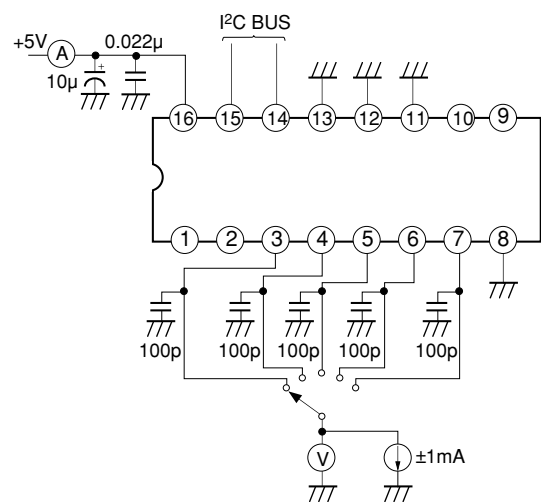 I²C BUS
+5V A 0.022μ
+
10μ
16 15 14 13 12 11 10 9
1 2 3 4 5 6 7 8
100p 100p 100p 100p 100p
V ±1mA